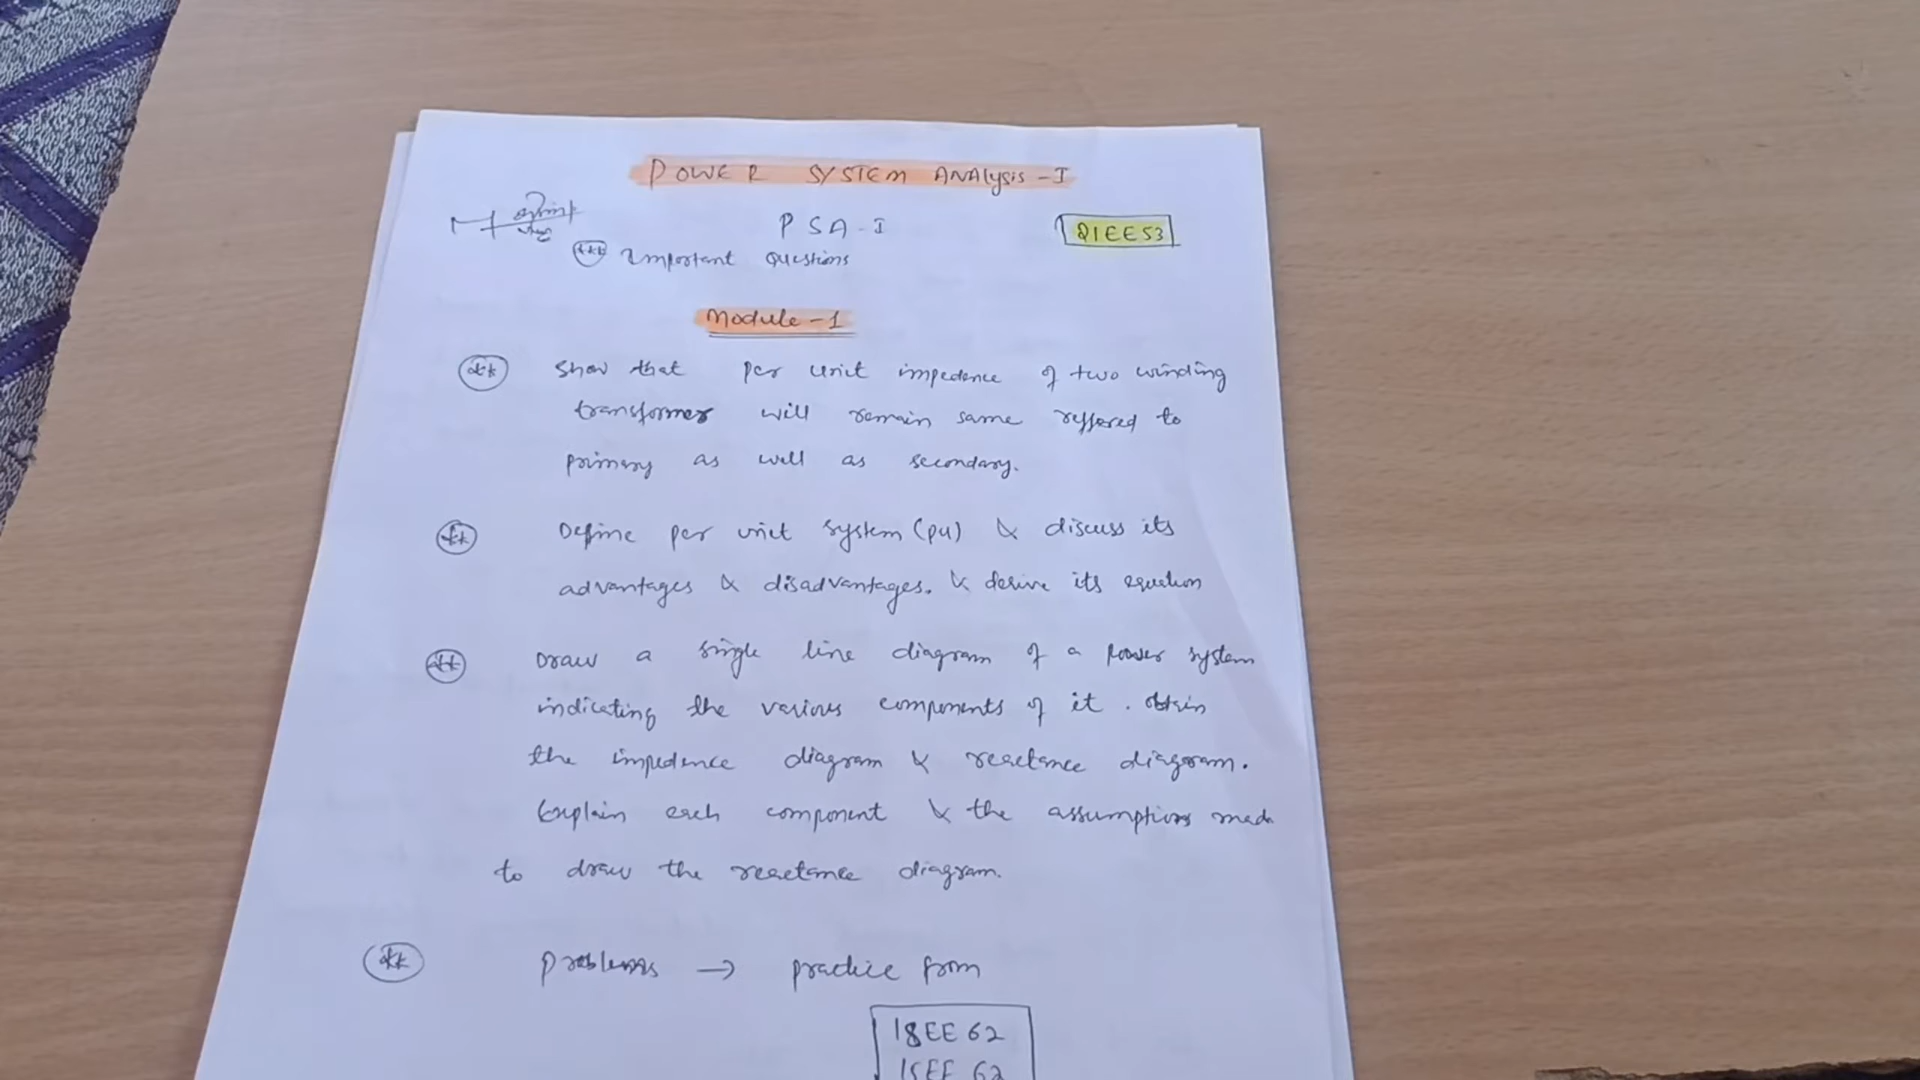 POWER SYSTEM ANALYSIS - I
PSA - I
21EE53
*** Important Questions
Module - 1
** Show that per unit impedence of two winding
transformer will remain same reffered to
primary as well as secondary.
** Define per unit system (pu) & discuss its
advantages & disadvantages. & derive its equation
** Draw a single line diagram of a power system
indicating the various components of it . obtain
the impedence diagram & reactance diagram.
Explain each component & the assumptions made
to draw the reactance diagram.
** Problems → practice from
18EE62
15EE62